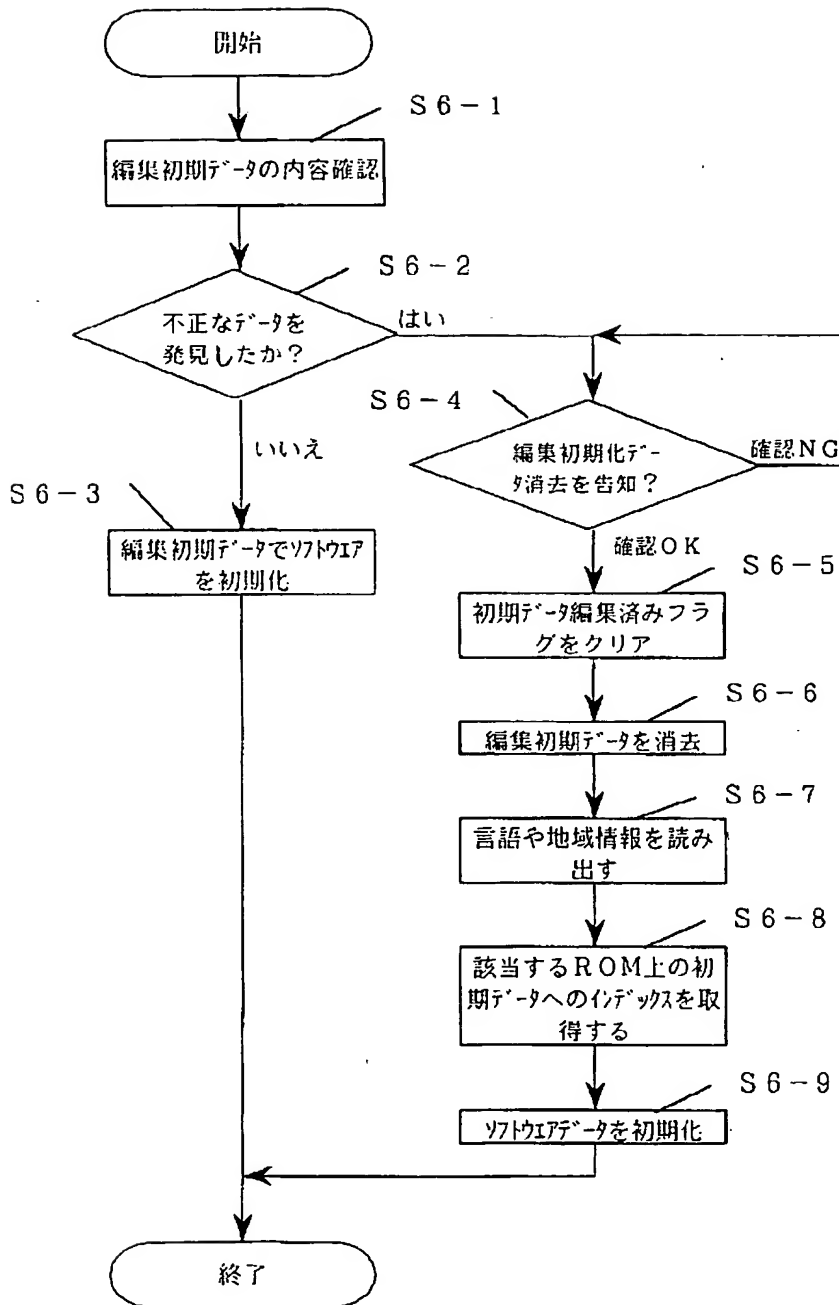 開始
S6-1
編集初期データの内容確認
S6-2
不正なデータを
発見したか?
はい
いいえ
S6-3
編集初期データでソフトウエア
を初期化
S6-4
編集初期化デー
タ消去を告知?
確認NG
確認OK
S6-5
初期データ編集済みフラ
グをクリア
S6-6
編集初期データを消去
S6-7
言語や地域情報を読み
出す
S6-8
該当するROM上の初
期データへのインデックスを取
得する
S6-9
ソフトウエアデータを初期化
終了